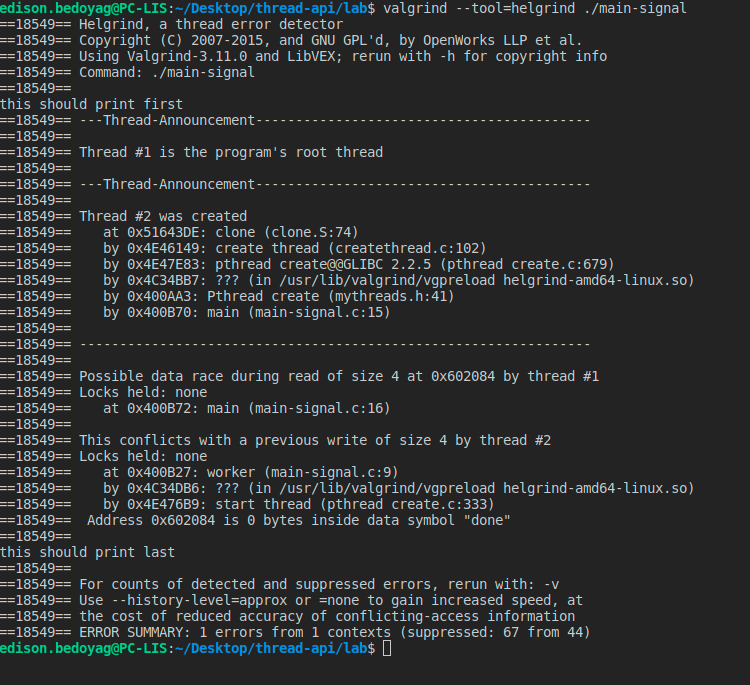 edison.bedoyag@PC-LIS:~/Desktop/thread-api/lab$ valgrind --tool=helgrind ./main-signal
==18549== Helgrind, a thread error detector
==18549== Copyright (C) 2007-2015, and GNU GPL'd, by OpenWorks LLP et al.
==18549== Using Valgrind-3.11.0 and LibVEX; rerun with -h for copyright info
==18549== Command: ./main-signal
==18549==
this should print first
==18549== ---Thread-Announcement------------------------------------------
==18549==
==18549== Thread #1 is the program's root thread
==18549==
==18549== ---Thread-Announcement------------------------------------------
==18549==
==18549== Thread #2 was created
==18549==    at 0x51643DE: clone (clone.S:74)
==18549==    by 0x4E46149: create thread (createthread.c:102)
==18549==    by 0x4E47E83: pthread create@@GLIBC 2.2.5 (pthread create.c:679)
==18549==    by 0x4C34BB7: ??? (in /usr/lib/valgrind/vgpreload helgrind-amd64-linux.so)
==18549==    by 0x400AA3: Pthread create (mythreads.h:41)
==18549==    by 0x400B70: main (main-signal.c:15)
==18549==
==18549== ----------------------------------------------------------------
==18549==
==18549== Possible data race during read of size 4 at 0x602084 by thread #1
==18549== Locks held: none
==18549==    at 0x400B72: main (main-signal.c:16)
==18549==
==18549== This conflicts with a previous write of size 4 by thread #2
==18549== Locks held: none
==18549==    at 0x400B27: worker (main-signal.c:9)
==18549==    by 0x4C34DB6: ??? (in /usr/lib/valgrind/vgpreload helgrind-amd64-linux.so)
==18549==    by 0x4E476B9: start thread (pthread create.c:333)
==18549==  Address 0x602084 is 0 bytes inside data symbol "done"
==18549==
this should print last
==18549==
==18549== For counts of detected and suppressed errors, rerun with: -v
==18549== Use --history-level=approx or =none to gain increased speed, at
==18549== the cost of reduced accuracy of conflicting-access information
==18549== ERROR SUMMARY: 1 errors from 1 contexts (suppressed: 67 from 44)
edison.bedoyag@PC-LIS:~/Desktop/thread-api/lab$